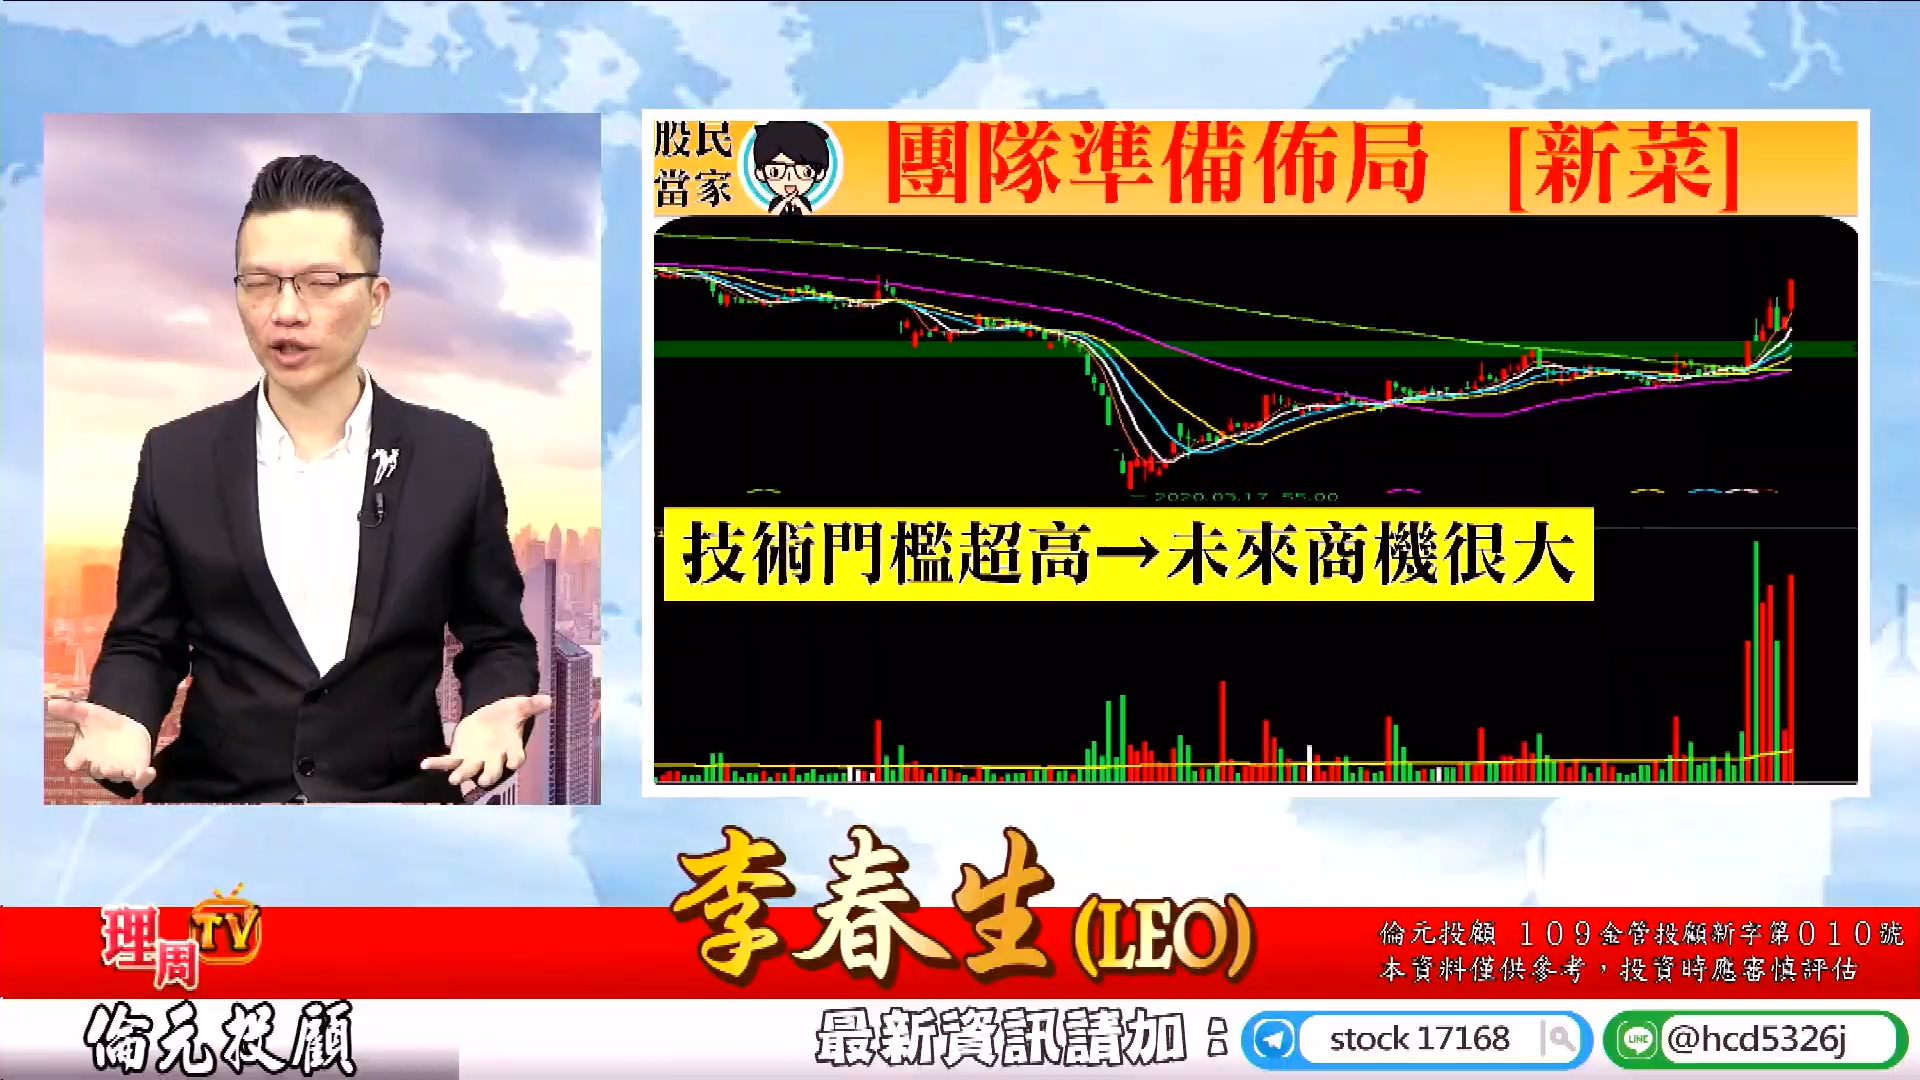 股民
當家
團隊準備佈局 [新菜]
2020.03.17 55.00
技術門檻超高→未來商機很大
李春生(LEO)
理周TV
倫元投顧 109金管投顧新字第010號
本資料僅供參考，投資時應審慎評估
倫元投顧
最新資訊請加：
stock17168
LINE
@hcd5326j